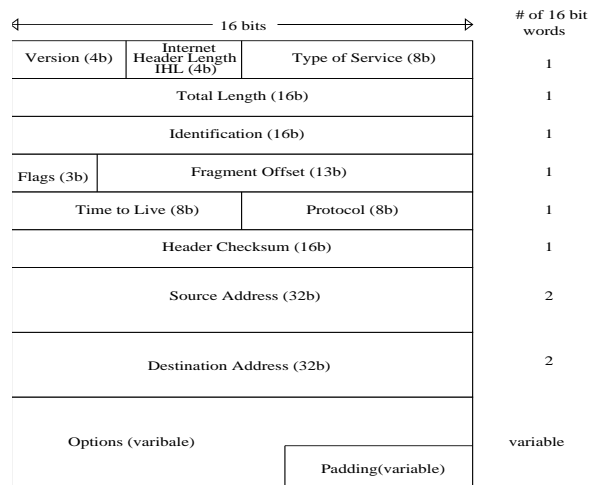 16 bits
# of 16 bit
words
Version (4b)
Internet
Header Length
IHL (4b)
Type of Service (8b)
1
Total Length (16b)
1
Identification (16b)
1
Flags (3b)
Fragment Offset (13b)
1
Time to Live (8b)
Protocol (8b)
1
Header Checksum (16b)
1
Source Address (32b)
2
Destination Address (32b)
2
Options (varibale)
variable
Padding(variable)